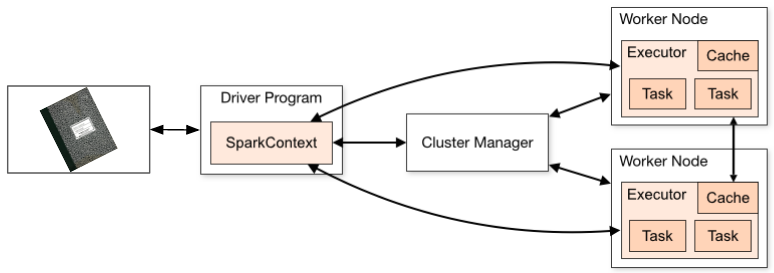 Worker Node
Executor
Cache
Task
Task
Driver Program
SparkContext
Cluster Manager
Worker Node
Executor
Cache
Task
Task